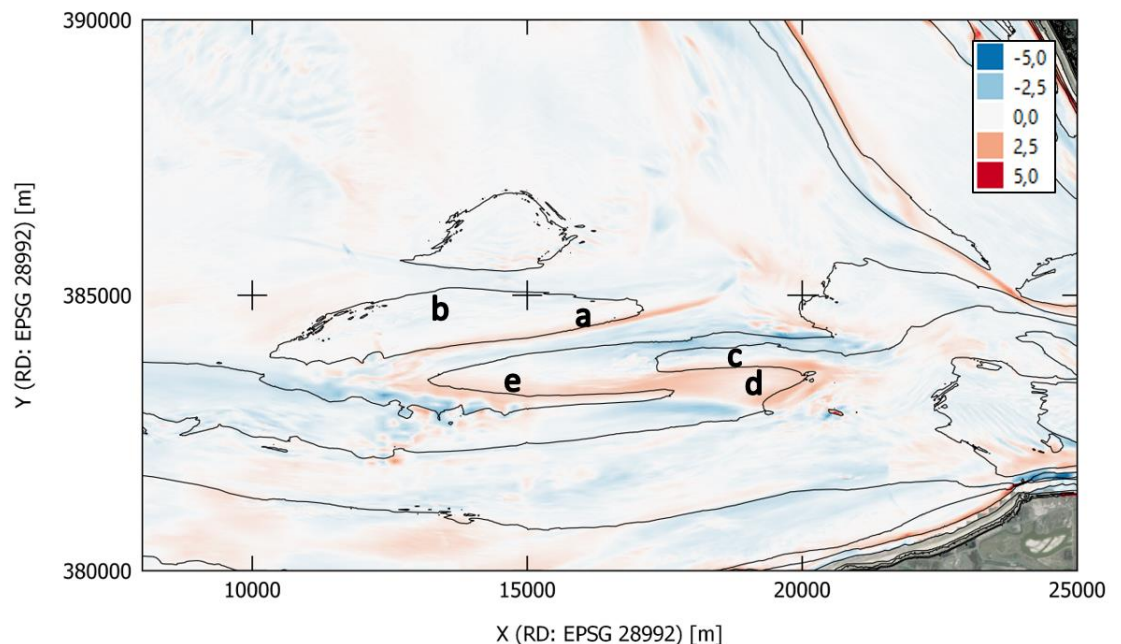 390000
-5,0
-2,5
0,0
2,5
5,0
Y (RD: EPSG 28992) [m]
385000
b
a
c
e
d
380000
10000
15000
20000
25000
X (RD: EPSG 28992) [m]